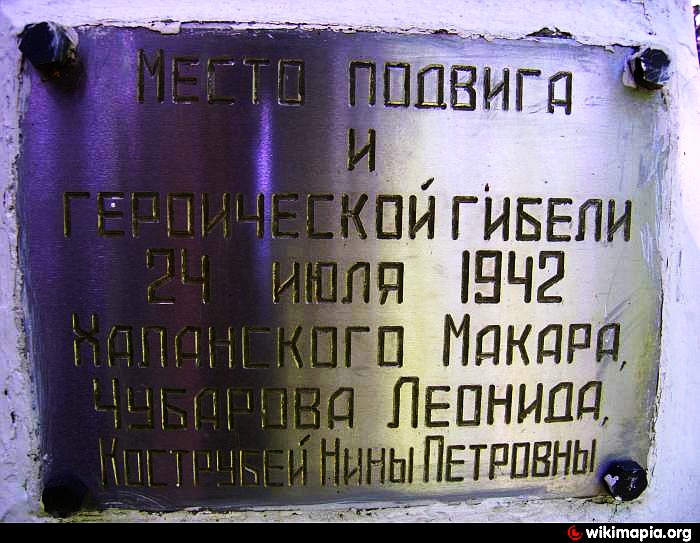 Место подвига
и
героической гибели
24 июля 1942
Халанского Макара,
Чубарова Леонида,
Кострубей Нины Петровны
wikimapia.org